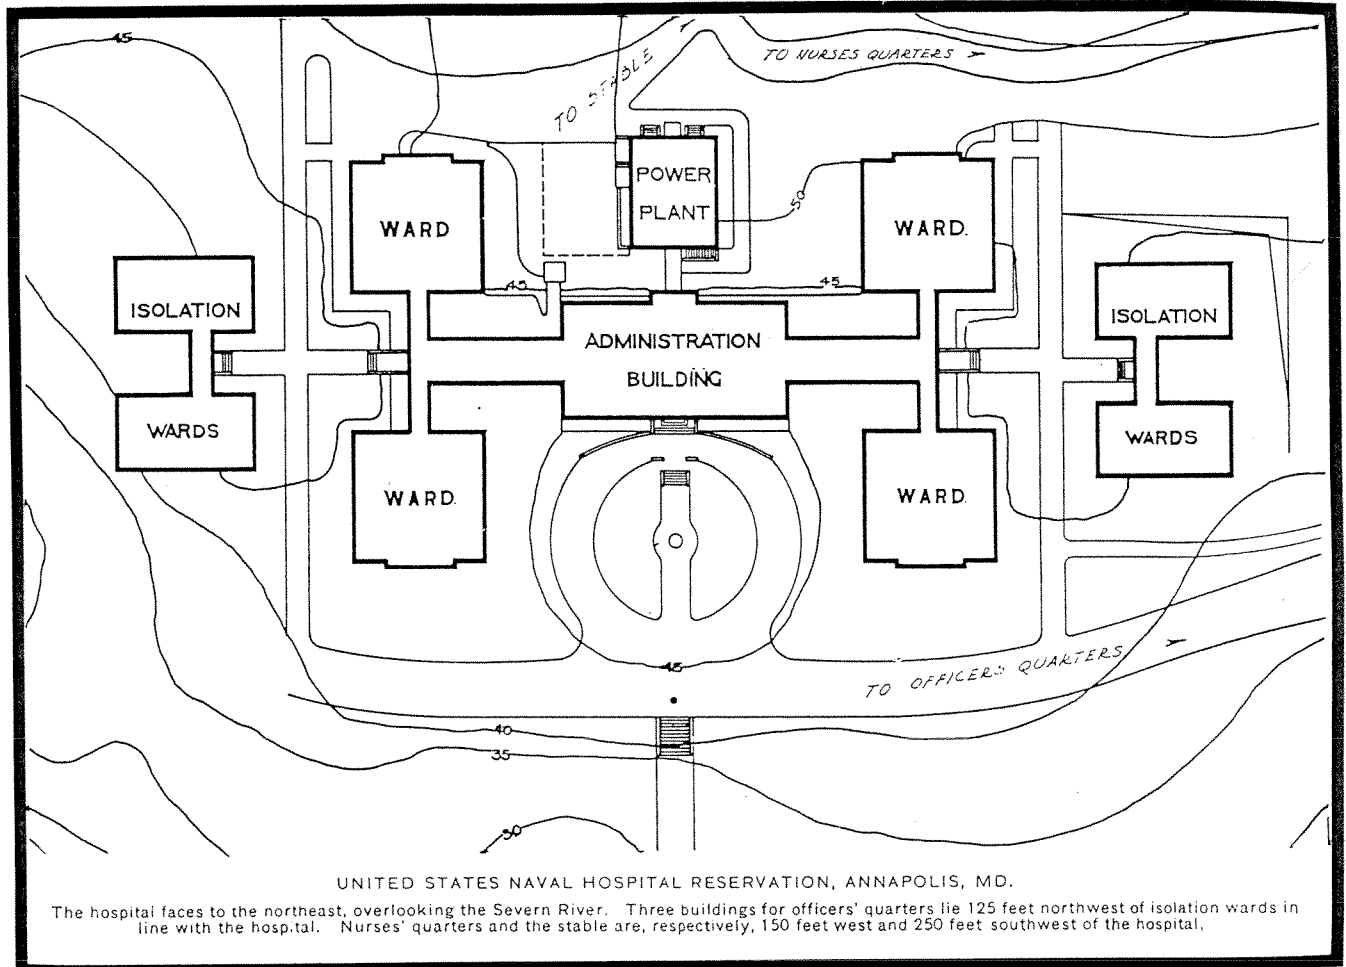 45
TO STABLE
TO NURSES QUARTERS
POWER
PLANT
50
WARD
WARD.
45
45
ISOLATION
WARDS
ADMINISTRATION
BUILDING
ISOLATION
WARDS
WARD.
WARD.
45
TO OFFICERS QUARTERS
40
35
30
UNITED STATES NAVAL HOSPITAL RESERVATION, ANNAPOLIS, MD.
The hospital faces to the northeast, overlooking the Severn River. Three buildings for officers' quarters lie 125 feet northwest of isolation wards in
line with the hospital. Nurses' quarters and the stable are, respectively, 150 feet west and 250 feet southwest of the hospital,